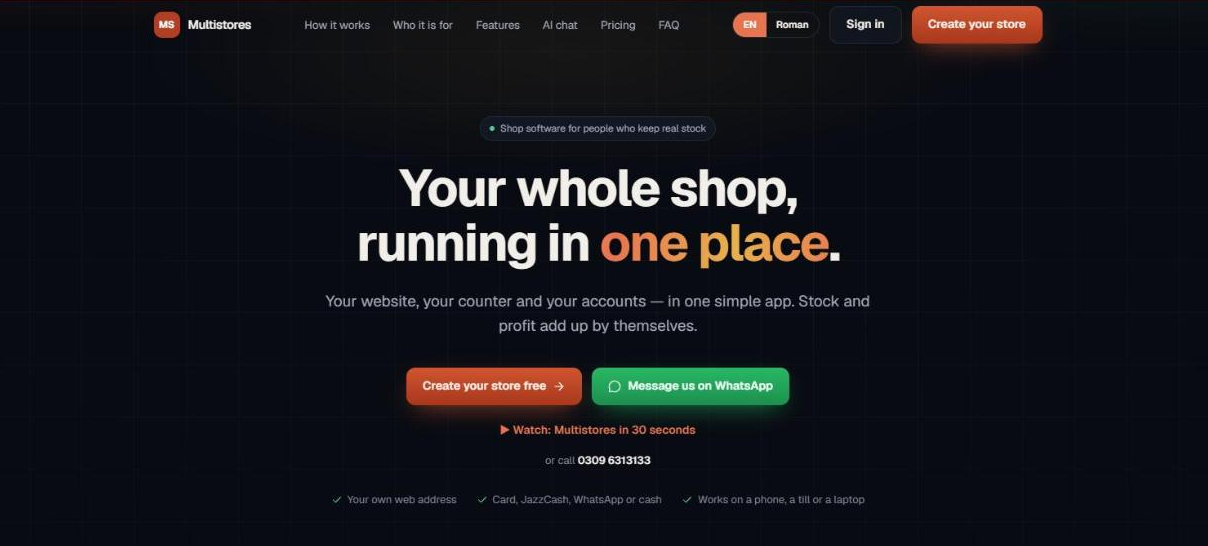 MS Multistores How it works Who it is for Features AI chat Pricing FAQ EN Roman Sign in Create your store
Shop software for people who keep real stock
Your whole shop,
running in one place.
Your website, your counter and your accounts — in one simple app. Stock and
profit add up by themselves.
Create your store free → Message us on WhatsApp
▶ Watch: Multistores in 30 seconds
or call 0309 6313133
✓ Your own web address ✓ Card, JazzCash, WhatsApp or cash ✓ Works on a phone, a till or a laptop